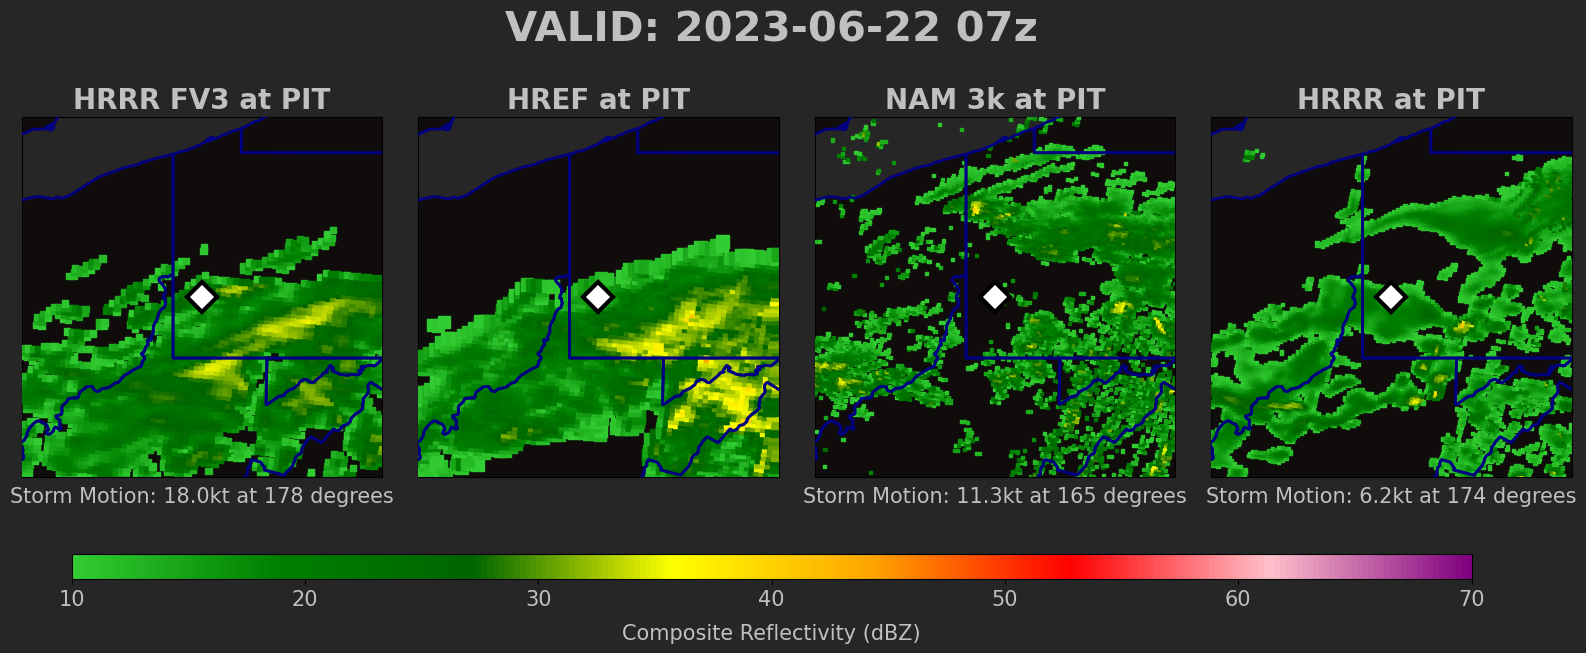 VALID: 2023-06-22 07z
HRRR FV3 at PIT
HREF at PIT
NAM 3k at PIT
HRRR at PIT
Storm Motion: 18.0kt at 178 degrees
Storm Motion: 11.3kt at 165 degrees
Storm Motion: 6.2kt at 174 degrees
10 20 30 40 50 60 70
Composite Reflectivity (dBZ)